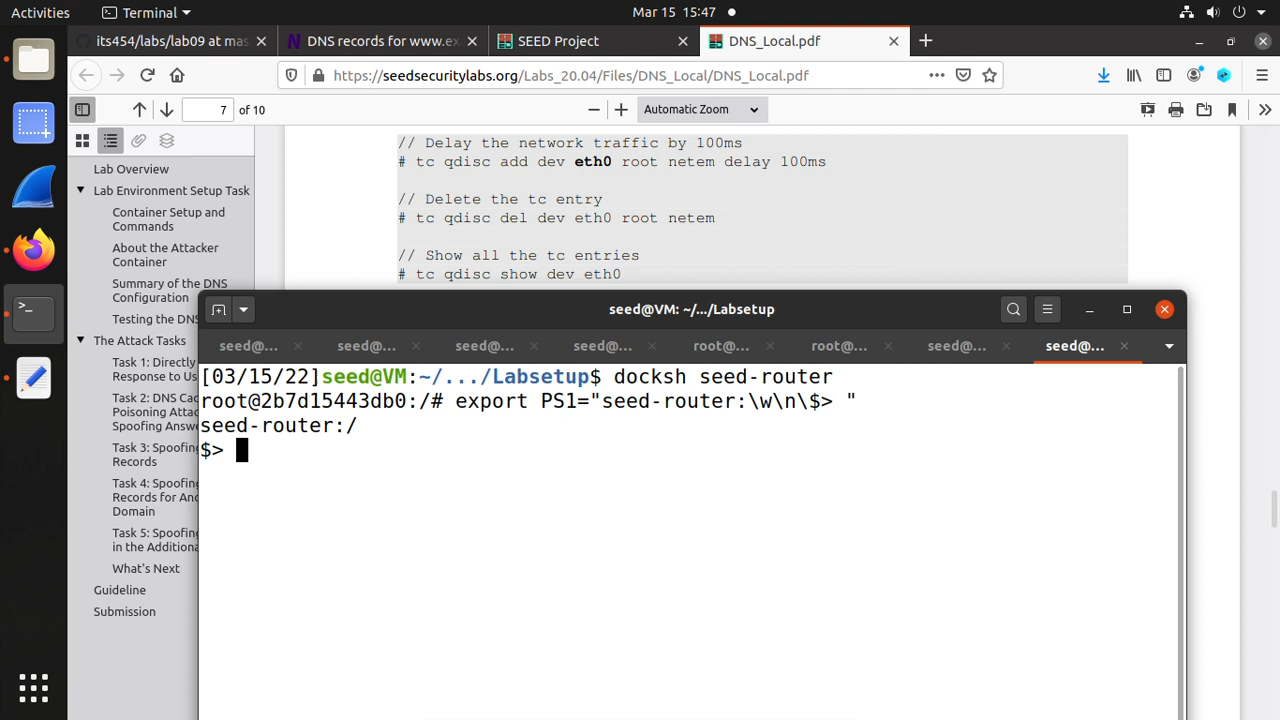 Activities
Terminal
Mar 15 15:47
its454/labs/lab09 at mas
DNS records for www.ex
SEED Project
DNS_Local.pdf
https://seedsecuritylabs.org/Labs_20.04/Files/DNS_Local/DNS_Local.pdf
7 of 10
Automatic Zoom
Lab Overview
Lab Environment Setup Task
Container Setup and
Commands
About the Attacker
Container
Summary of the DNS
Configuration
Testing the DNS
The Attack Tasks
Task 1: Directly
Response to Us
Task 2: DNS Cac
Poisoning Attac
Spoofing Answe
Task 3: Spoofing
Records
Task 4: Spoofing
Records for Ano
Domain
Task 5: Spoofing
in the Additiona
What's Next
Guideline
Submission
// Delay the network traffic by 100ms
# tc qdisc add dev eth0 root netem delay 100ms
// Delete the tc entry
# tc qdisc del dev eth0 root netem
// Show all the tc entries
# tc qdisc show dev eth0
seed@VM: ~/.../Labsetup
seed@...
seed@...
seed@...
seed@...
root@...
root@...
seed@...
seed@...
[03/15/22]seed@VM:~/.../Labsetup$ docksh seed-router
root@2b7d15443db0:/# export PS1="seed-router:\w\n\$> "
seed-router:/
$>